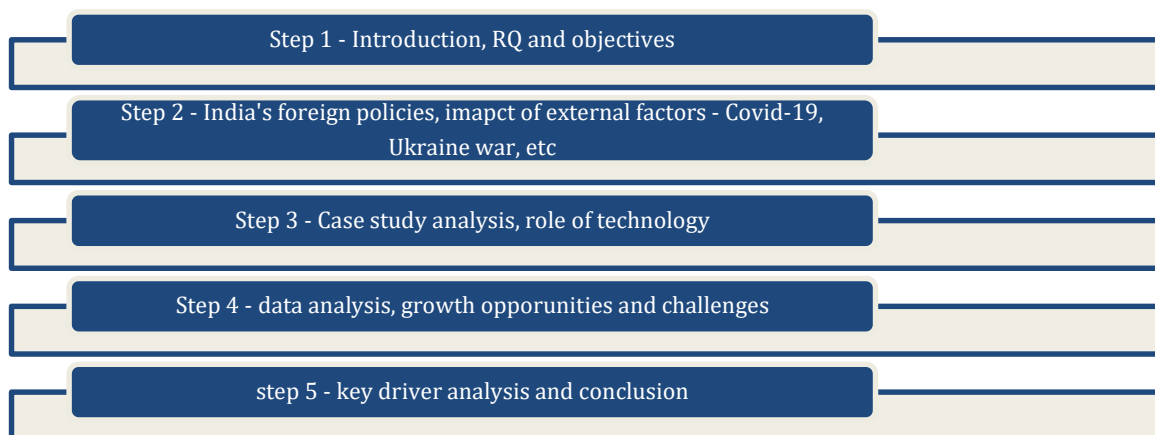 Step 1 - Introduction, RQ and objectives
Step 2 - India's foreign policies, imapct of external factors - Covid-19,
Ukraine war, etc
Step 3 - Case study analysis, role of technology
Step 4 - data analysis, growth opporunities and challenges
step 5 - key driver analysis and conclusion